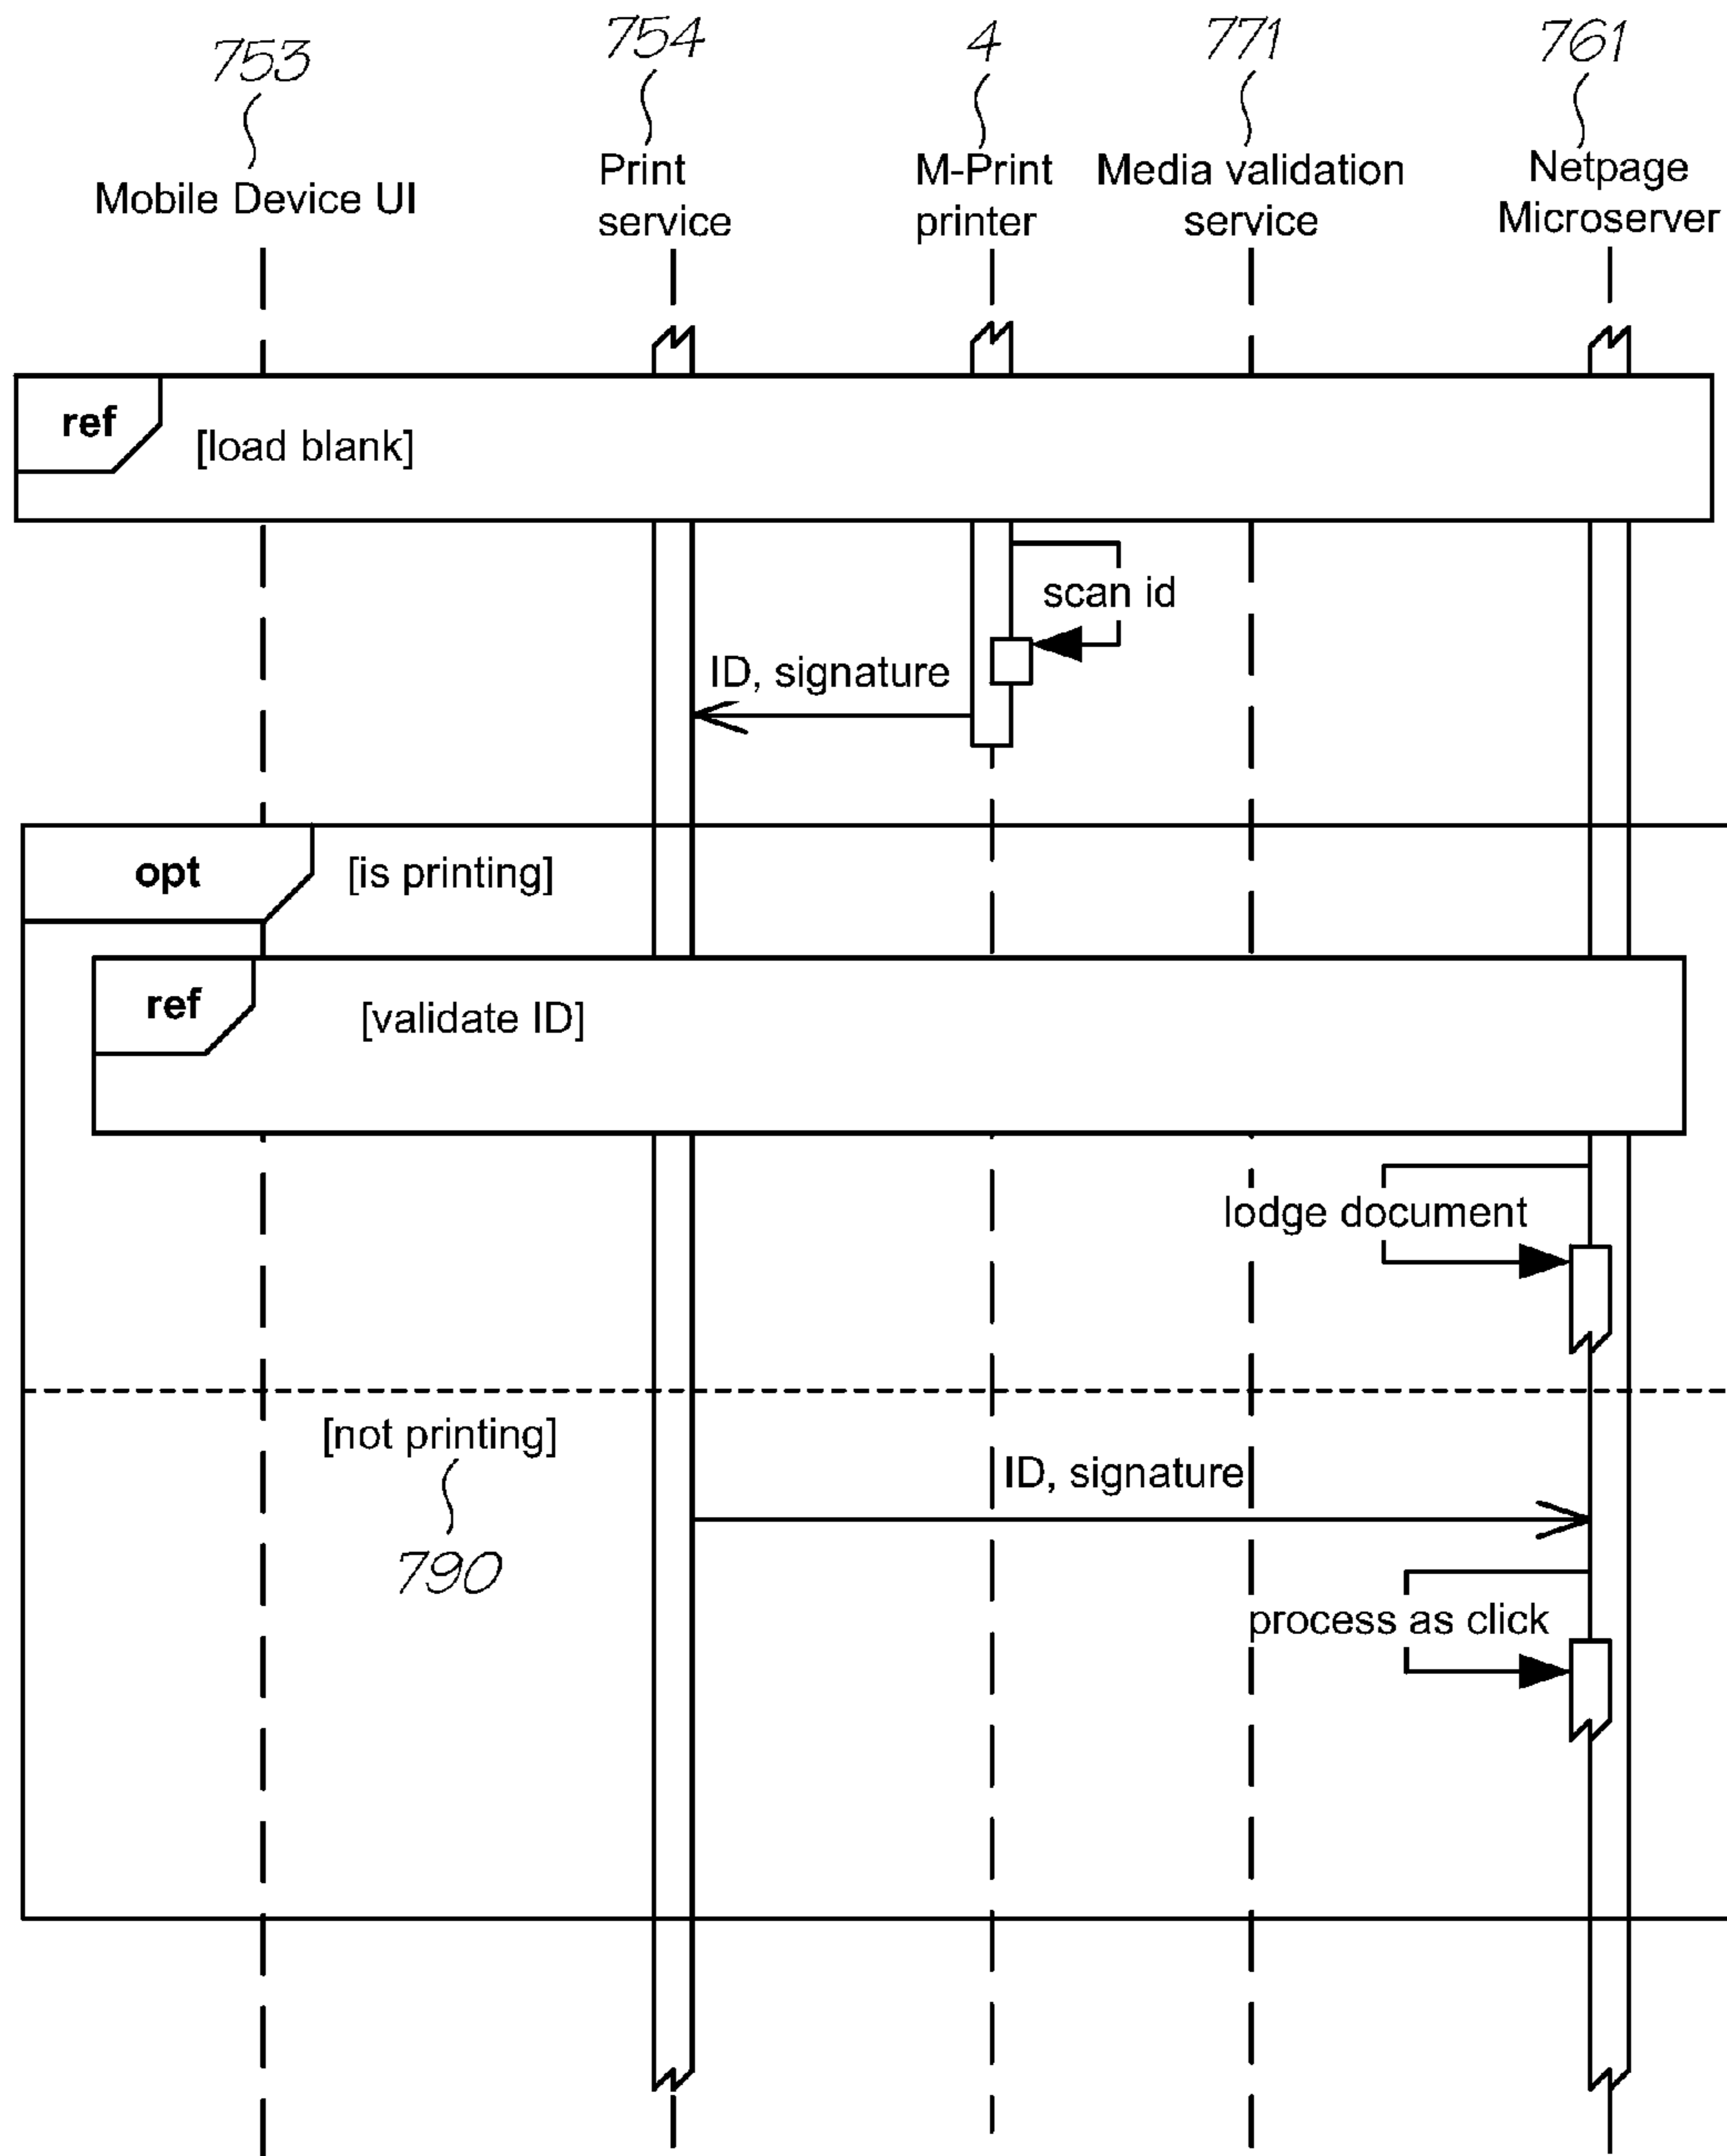 753
754
4
771
761
Mobile Device UI
Print
service
M-Print
printer
Media validation
service
Netpage
Microserver
ref
[load blank]
scan id
ID, signature
opt
[is printing]
ref
[validate ID]
lodge document
[not printing]
ID, signature
790
process as click